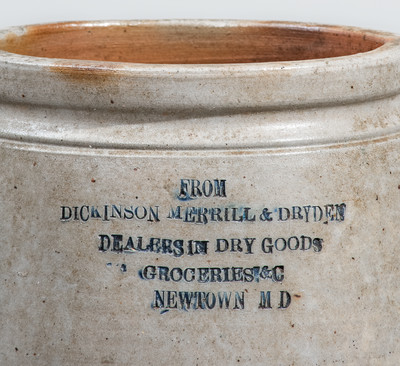 FROM
DICKINSON MERRILL & DRYDEN
DEALERS IN DRY GOODS
GROCERIES &C
NEWTOWN MD